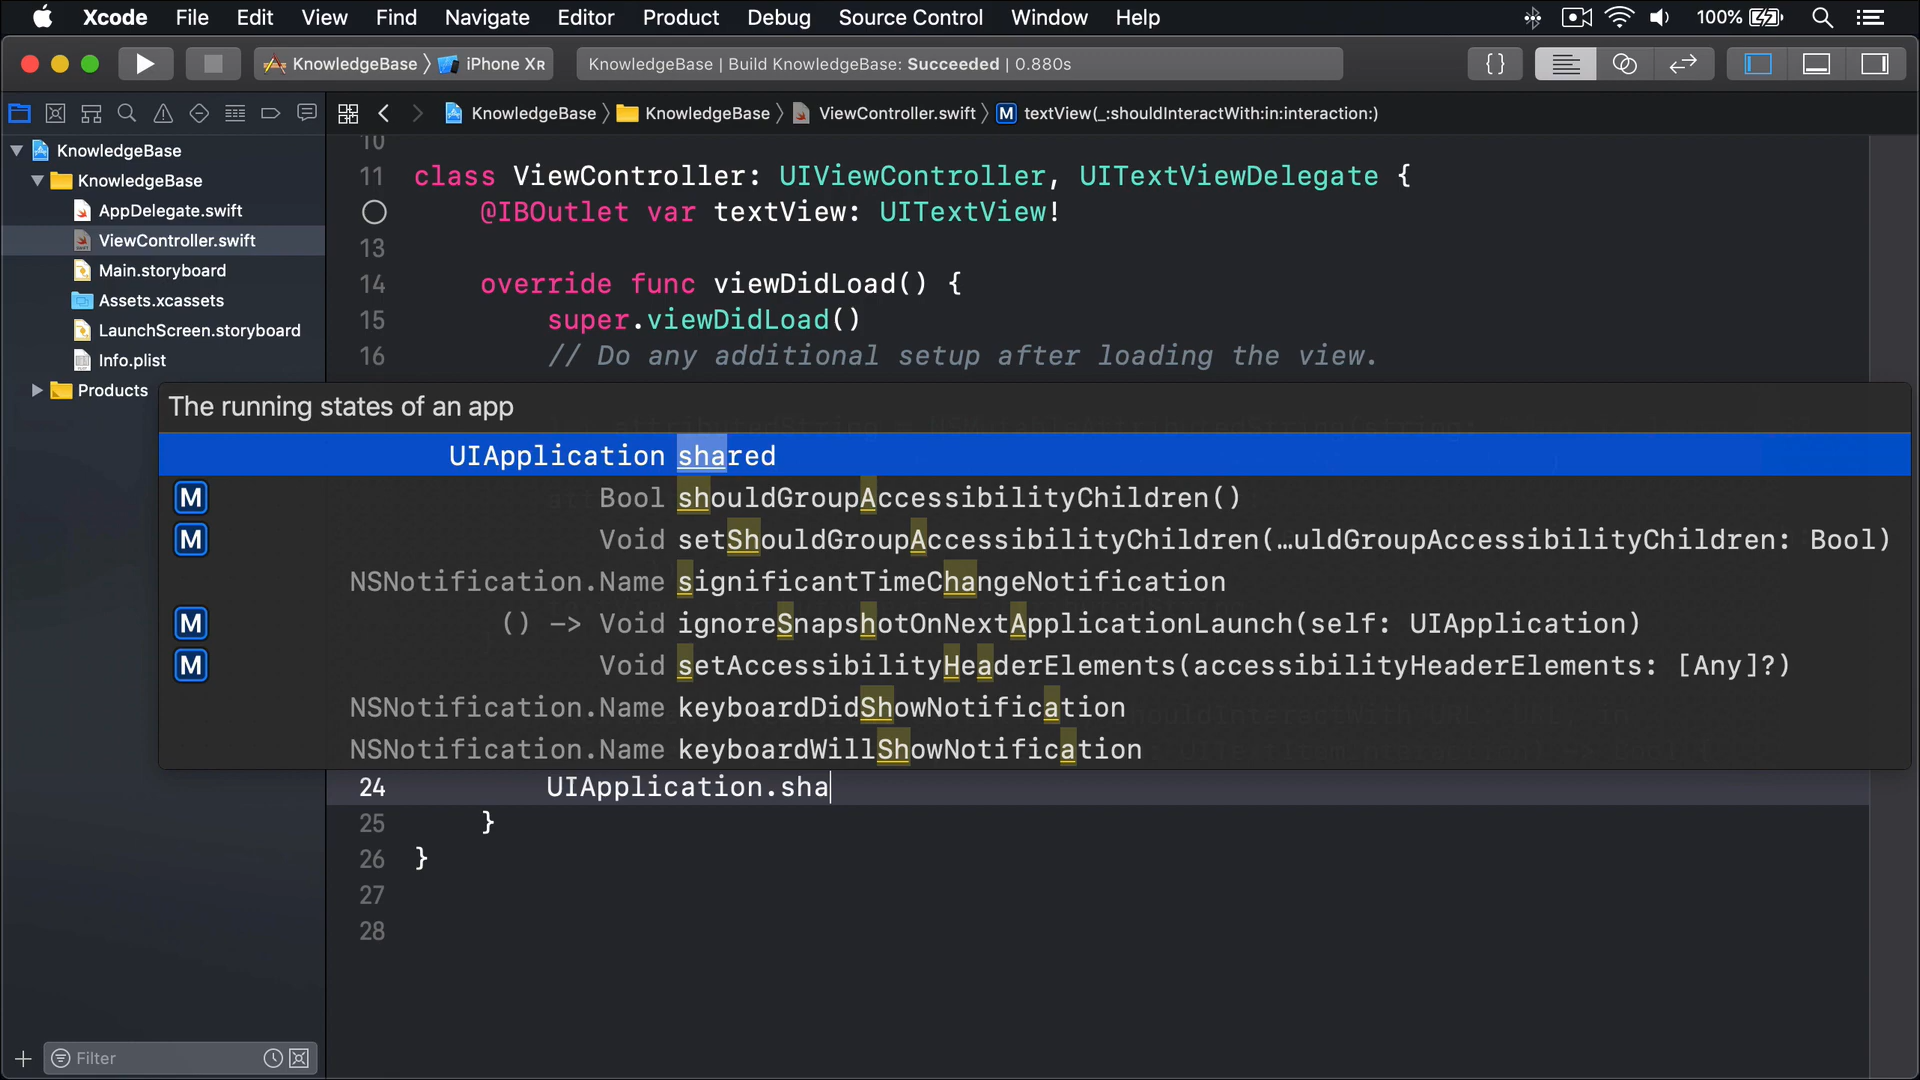 Xcode File Edit View Find Navigate Editor Product Debug Source Control Window Help 100%
KnowledgeBase iPhone XR KnowledgeBase | Build KnowledgeBase: Succeeded | 0.880s {}
KnowledgeBase KnowledgeBase ViewController.swift M textView(_:shouldInteractWith:in:interaction:)
KnowledgeBase
KnowledgeBase
AppDelegate.swift
ViewController.swift
Main.storyboard
Assets.xcassets
LaunchScreen.storyboard
Info.plist
Products
10
11 class ViewController: UIViewController, UITextViewDelegate {
@IBOutlet var textView: UITextView!
13
14 override func viewDidLoad() {
15 super.viewDidLoad()
16 // Do any additional setup after loading the view.
The running states of an app
UIApplication shared
M Bool shouldGroupAccessibilityChildren()
M Void setShouldGroupAccessibilityChildren(…uldGroupAccessibilityChildren: Bool)
NSNotification.Name significantTimeChangeNotification
M () -> Void ignoreSnapshotOnNextApplicationLaunch(self: UIApplication)
M Void setAccessibilityHeaderElements(accessibilityHeaderElements: [Any]?)
NSNotification.Name keyboardDidShowNotification
NSNotification.Name keyboardWillShowNotification
24 UIApplication.sha
25 }
26 }
27
28
Filter